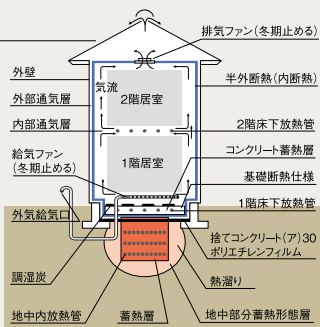 排気ファン(冬期止める)
外壁
気流
半外断熱(内断熱)
外部通気層
2階居室
内部通気層
2階床下放熱管
給気ファン
(冬期止める)
1階居室
コンクリート蓄熱層
基礎断熱仕様
1階床下放熱管
外気給気口
捨てコンクリート(ア)30
ポリエチレンフィルム
調湿炭
熱溜り
地中内放熱管
蓄熱層
地中部分蓄熱形態層